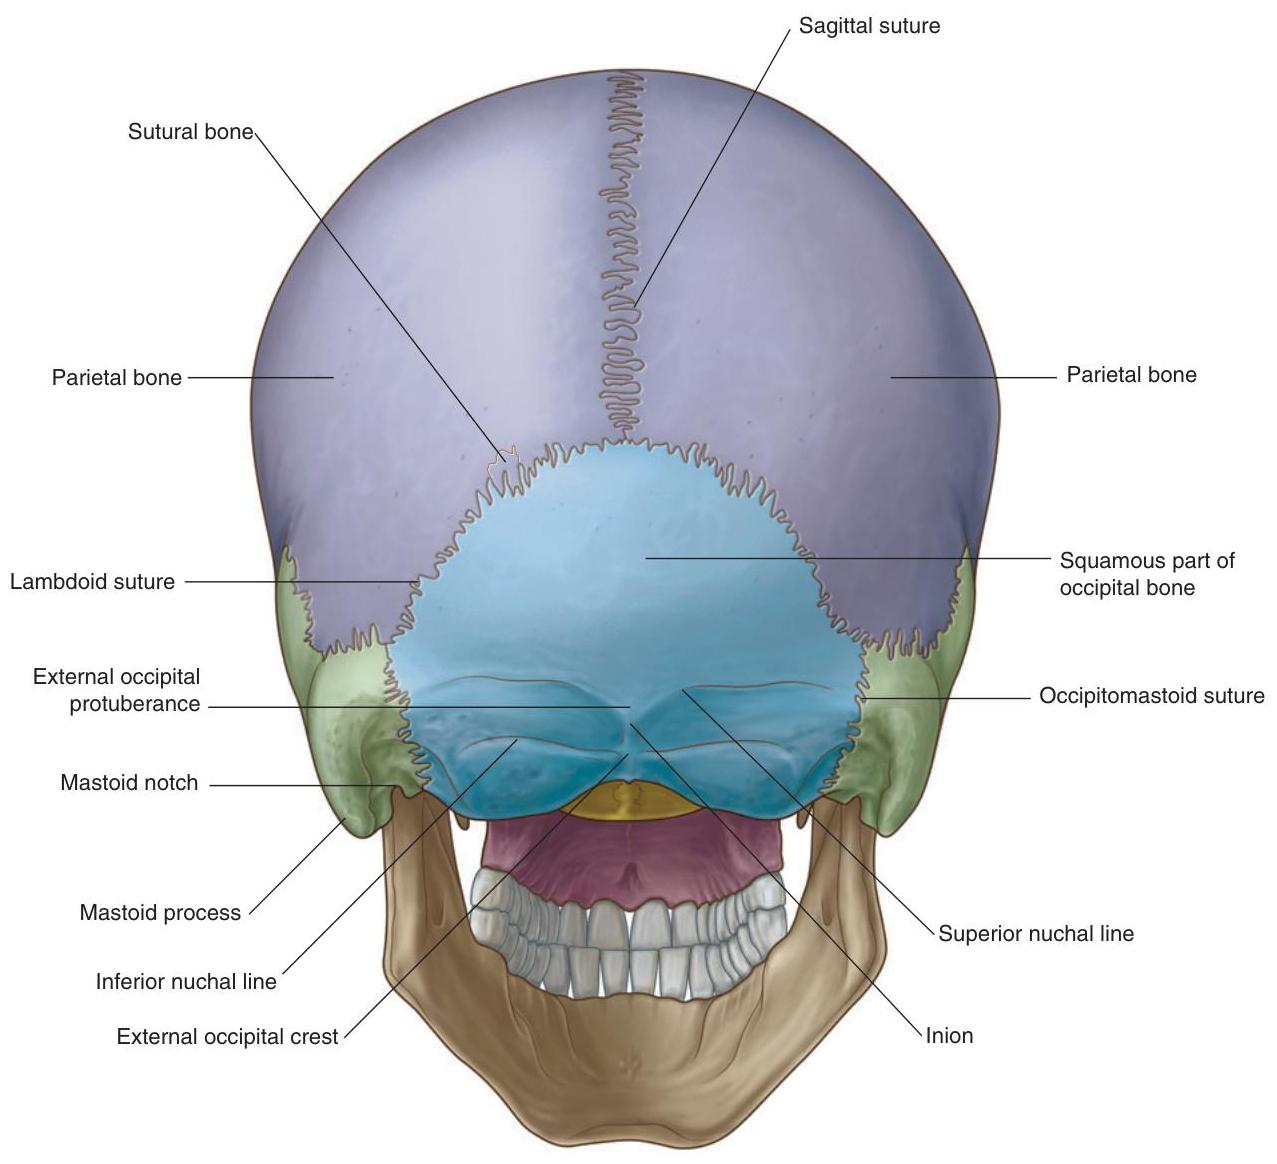 Sagittal suture
Sutural bone
Parietal bone
Parietal bone
Squamous part of
occipital bone
Lambdoid suture
External occipital
protuberance
Occipitomastoid suture
Mastoid notch
Mastoid process
Superior nuchal line
Inferior nuchal line
External occipital crest
Inion